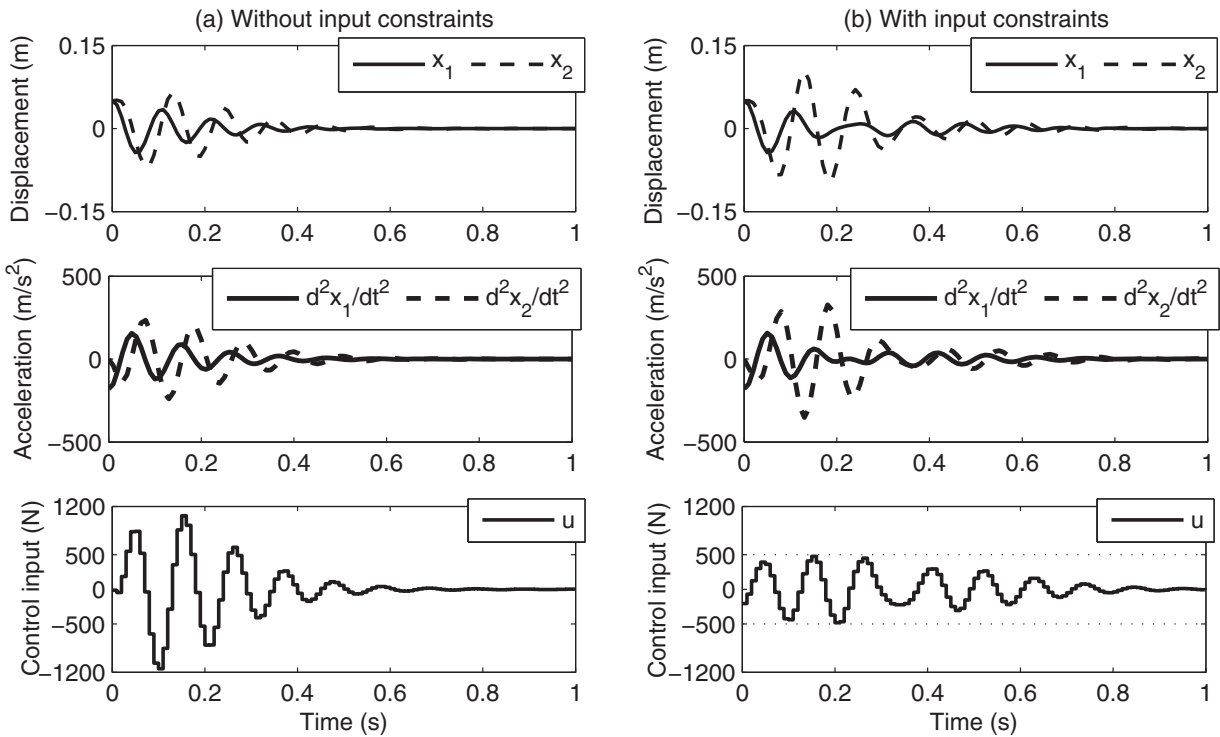 (a) Without input constraints
Displacement (m)
0.15
0
−0.15
x1 x2
0 0.2 0.4 0.6 0.8 1
Acceleration (m/s2)
500
0
−500
d2x1/dt2 d2x2/dt2
0 0.2 0.4 0.6 0.8 1
Control input (N)
1200
500
0
−500
−1200
u
0 0.2 0.4 0.6 0.8 1
Time (s)
(b) With input constraints
Displacement (m)
0.15
0
−0.15
x1 x2
0 0.2 0.4 0.6 0.8 1
Acceleration (m/s2)
500
0
−500
d2x1/dt2 d2x2/dt2
0 0.2 0.4 0.6 0.8 1
Control input (N)
1200
500
0
−500
−1200
u
0 0.2 0.4 0.6 0.8 1
Time (s)